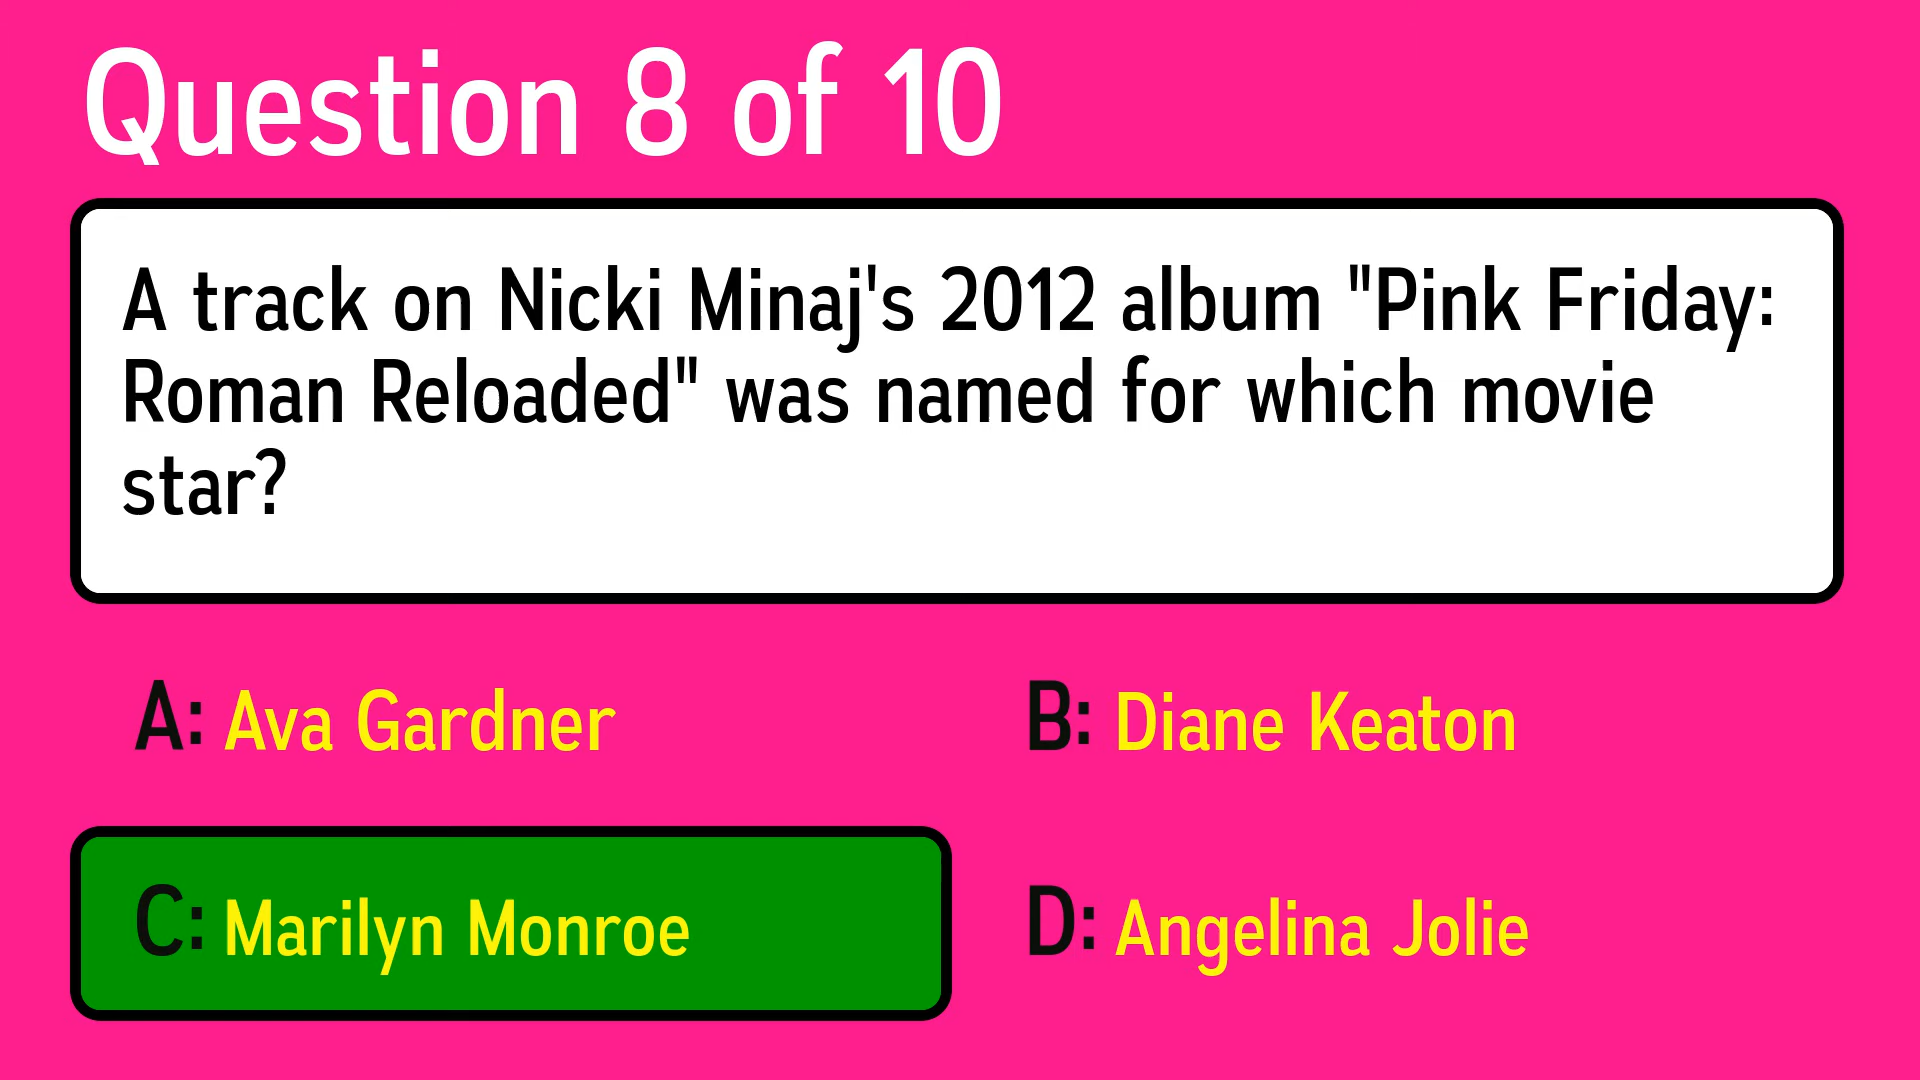 Question 8 of 10
A track on Nicki Minaj's 2012 album "Pink Friday:
Roman Reloaded" was named for which movie
star?
A: Ava Gardner
B: Diane Keaton
C: Marilyn Monroe
D: Angelina Jolie